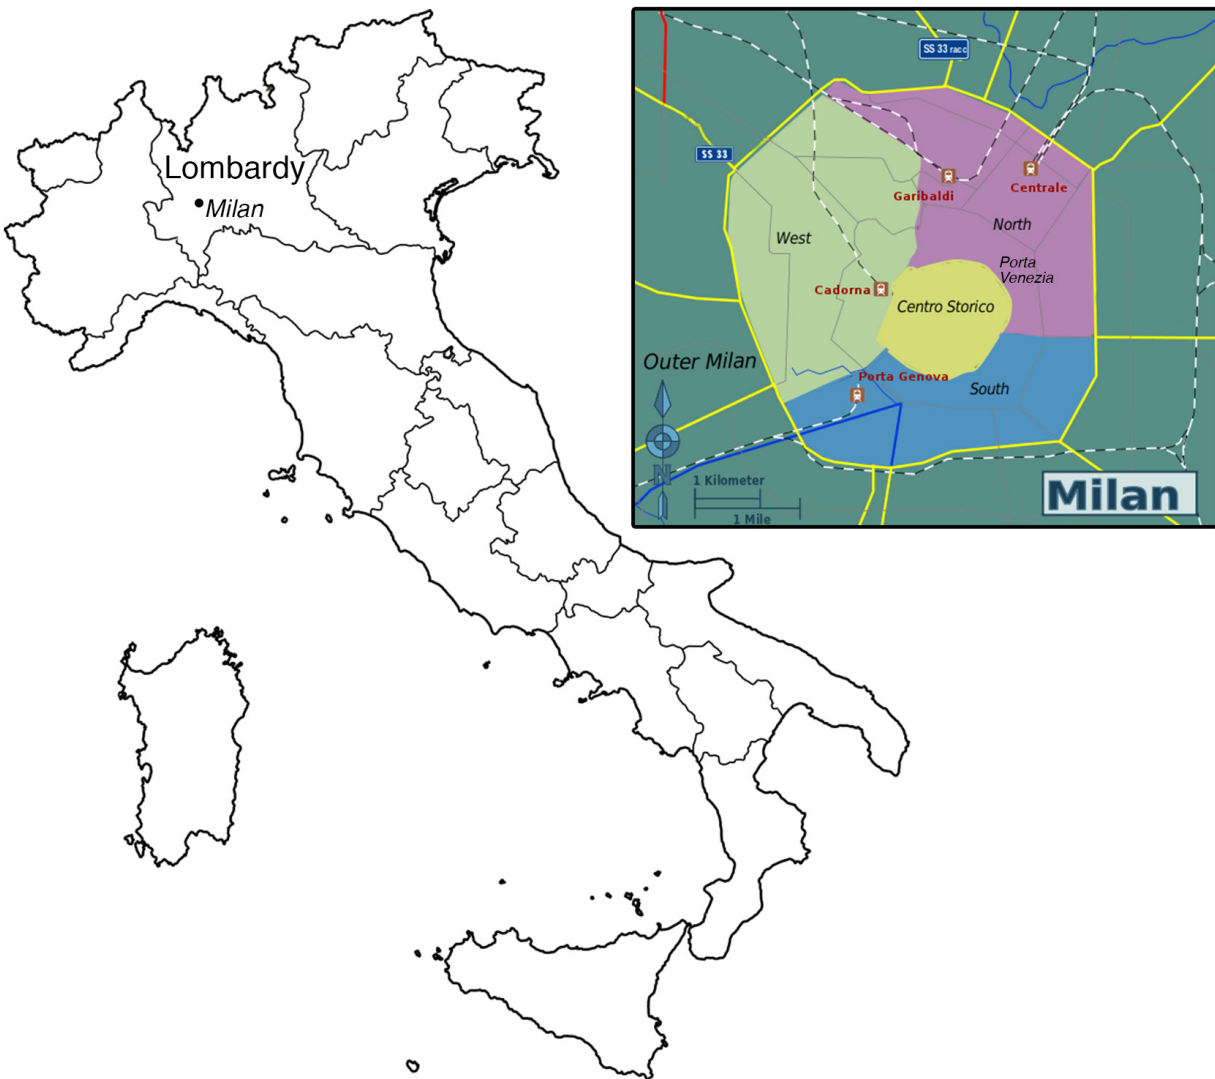 Lombardy
Milan
SS 33 racc
SS 33
Garibaldi
Centrale
North
West
Porta
Venezia
Cadorna
Centro Storico
Outer Milan
Porta Genova
South
N
1 Kilometer
1 Mile
Milan